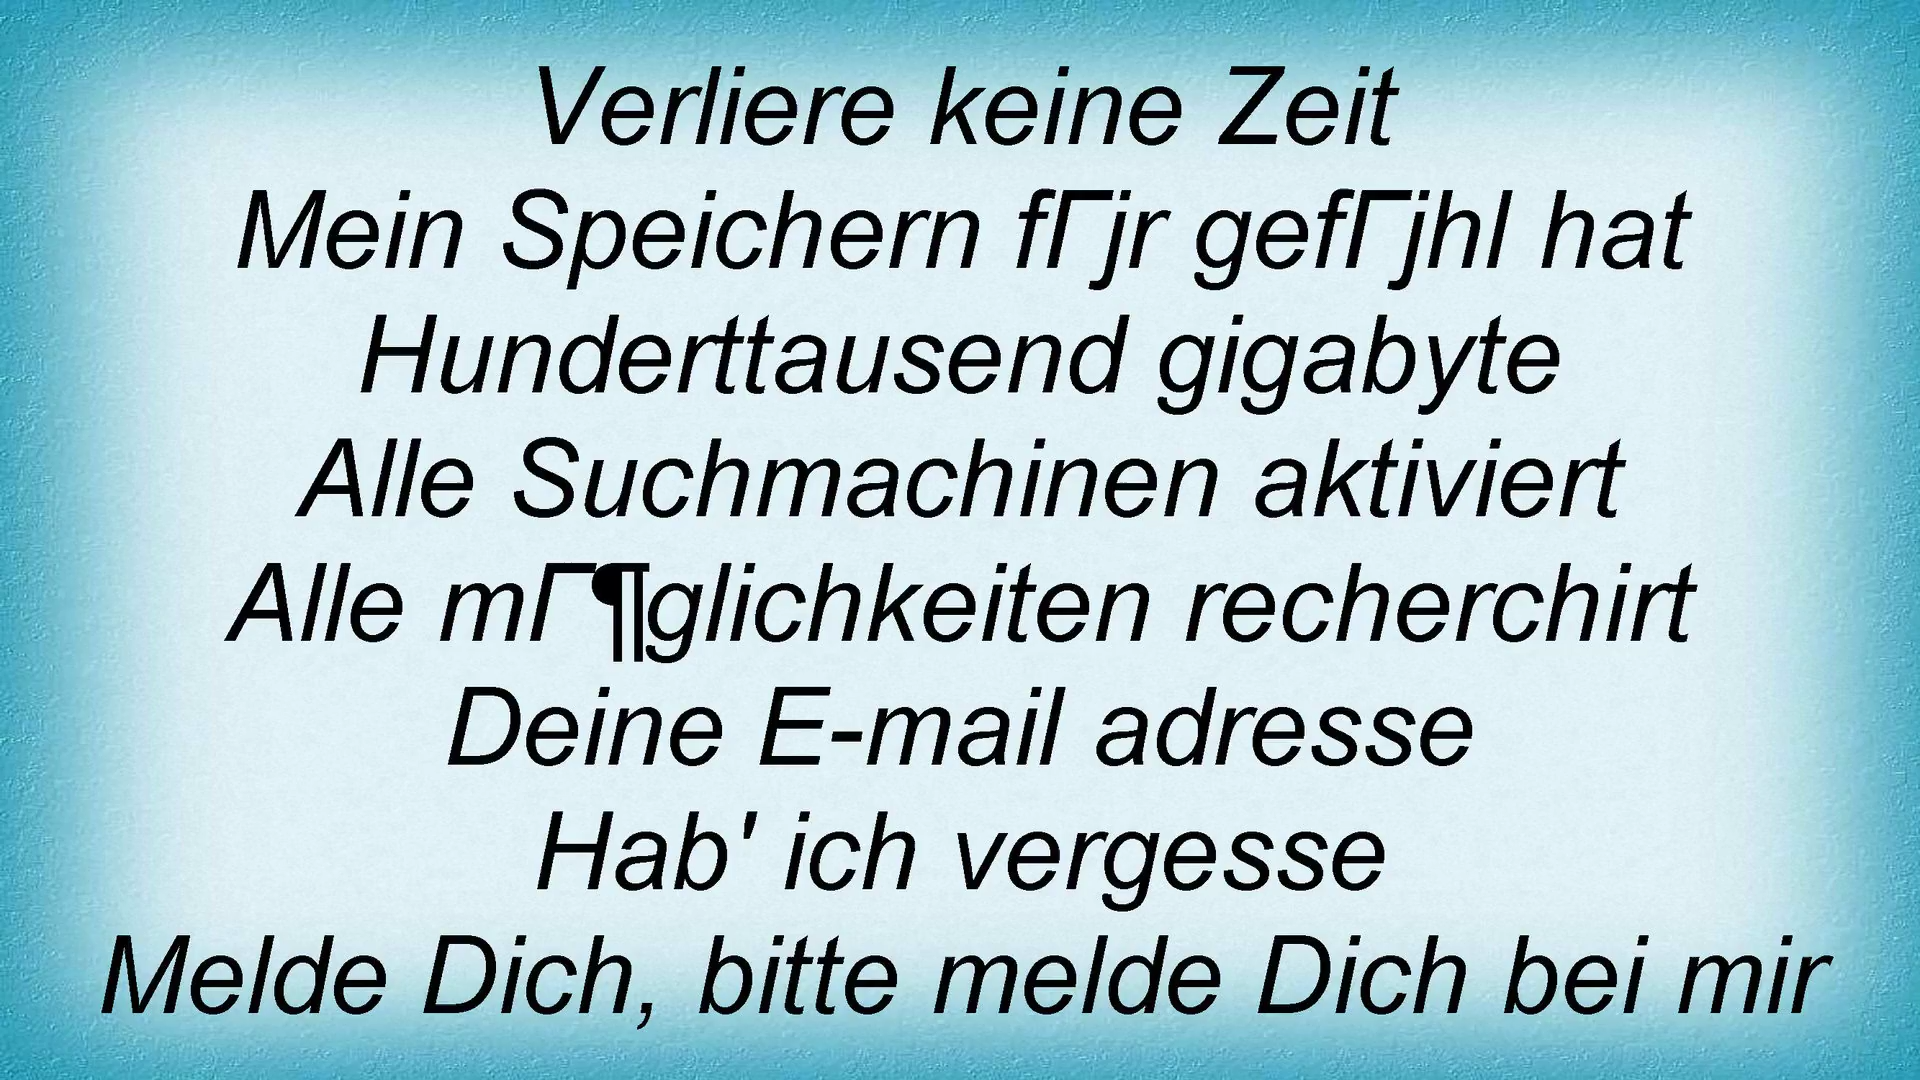 Verliere keine Zeit
Mein Speichern fГјr gefГјhl hat
Hunderttausend gigabyte
Alle Suchmachinen aktiviert
Alle mГ¶glichkeiten recherchirt
Deine E-mail adresse
Hab' ich vergesse
Melde Dich, bitte melde Dich bei mir